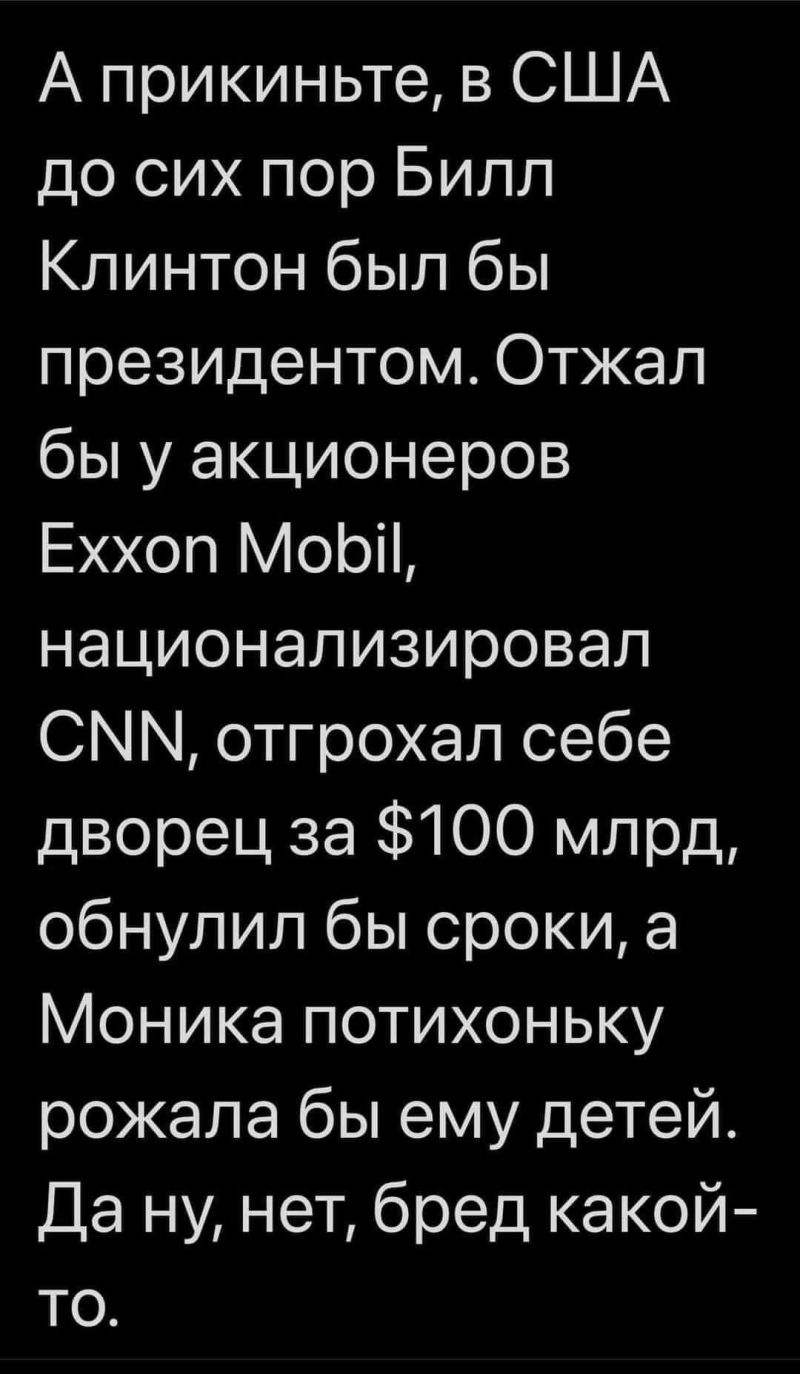 А прикиньте, в США
до сих пор Билл
Клинтон был бы
президентом. Отжал
бы у акционеров
Exxon Mobil,
национализировал
CNN, отгрохал себе
дворец за $100 млрд,
обнулил бы сроки, а
Моника потихоньку
рожала бы ему детей.
Да ну, нет, бред какой-
то.